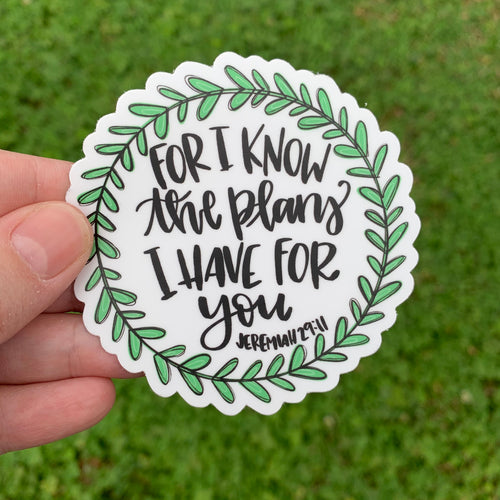 FOR I KNOW
the plans
I HAVE FOR
you
JEREMIAH 29:11